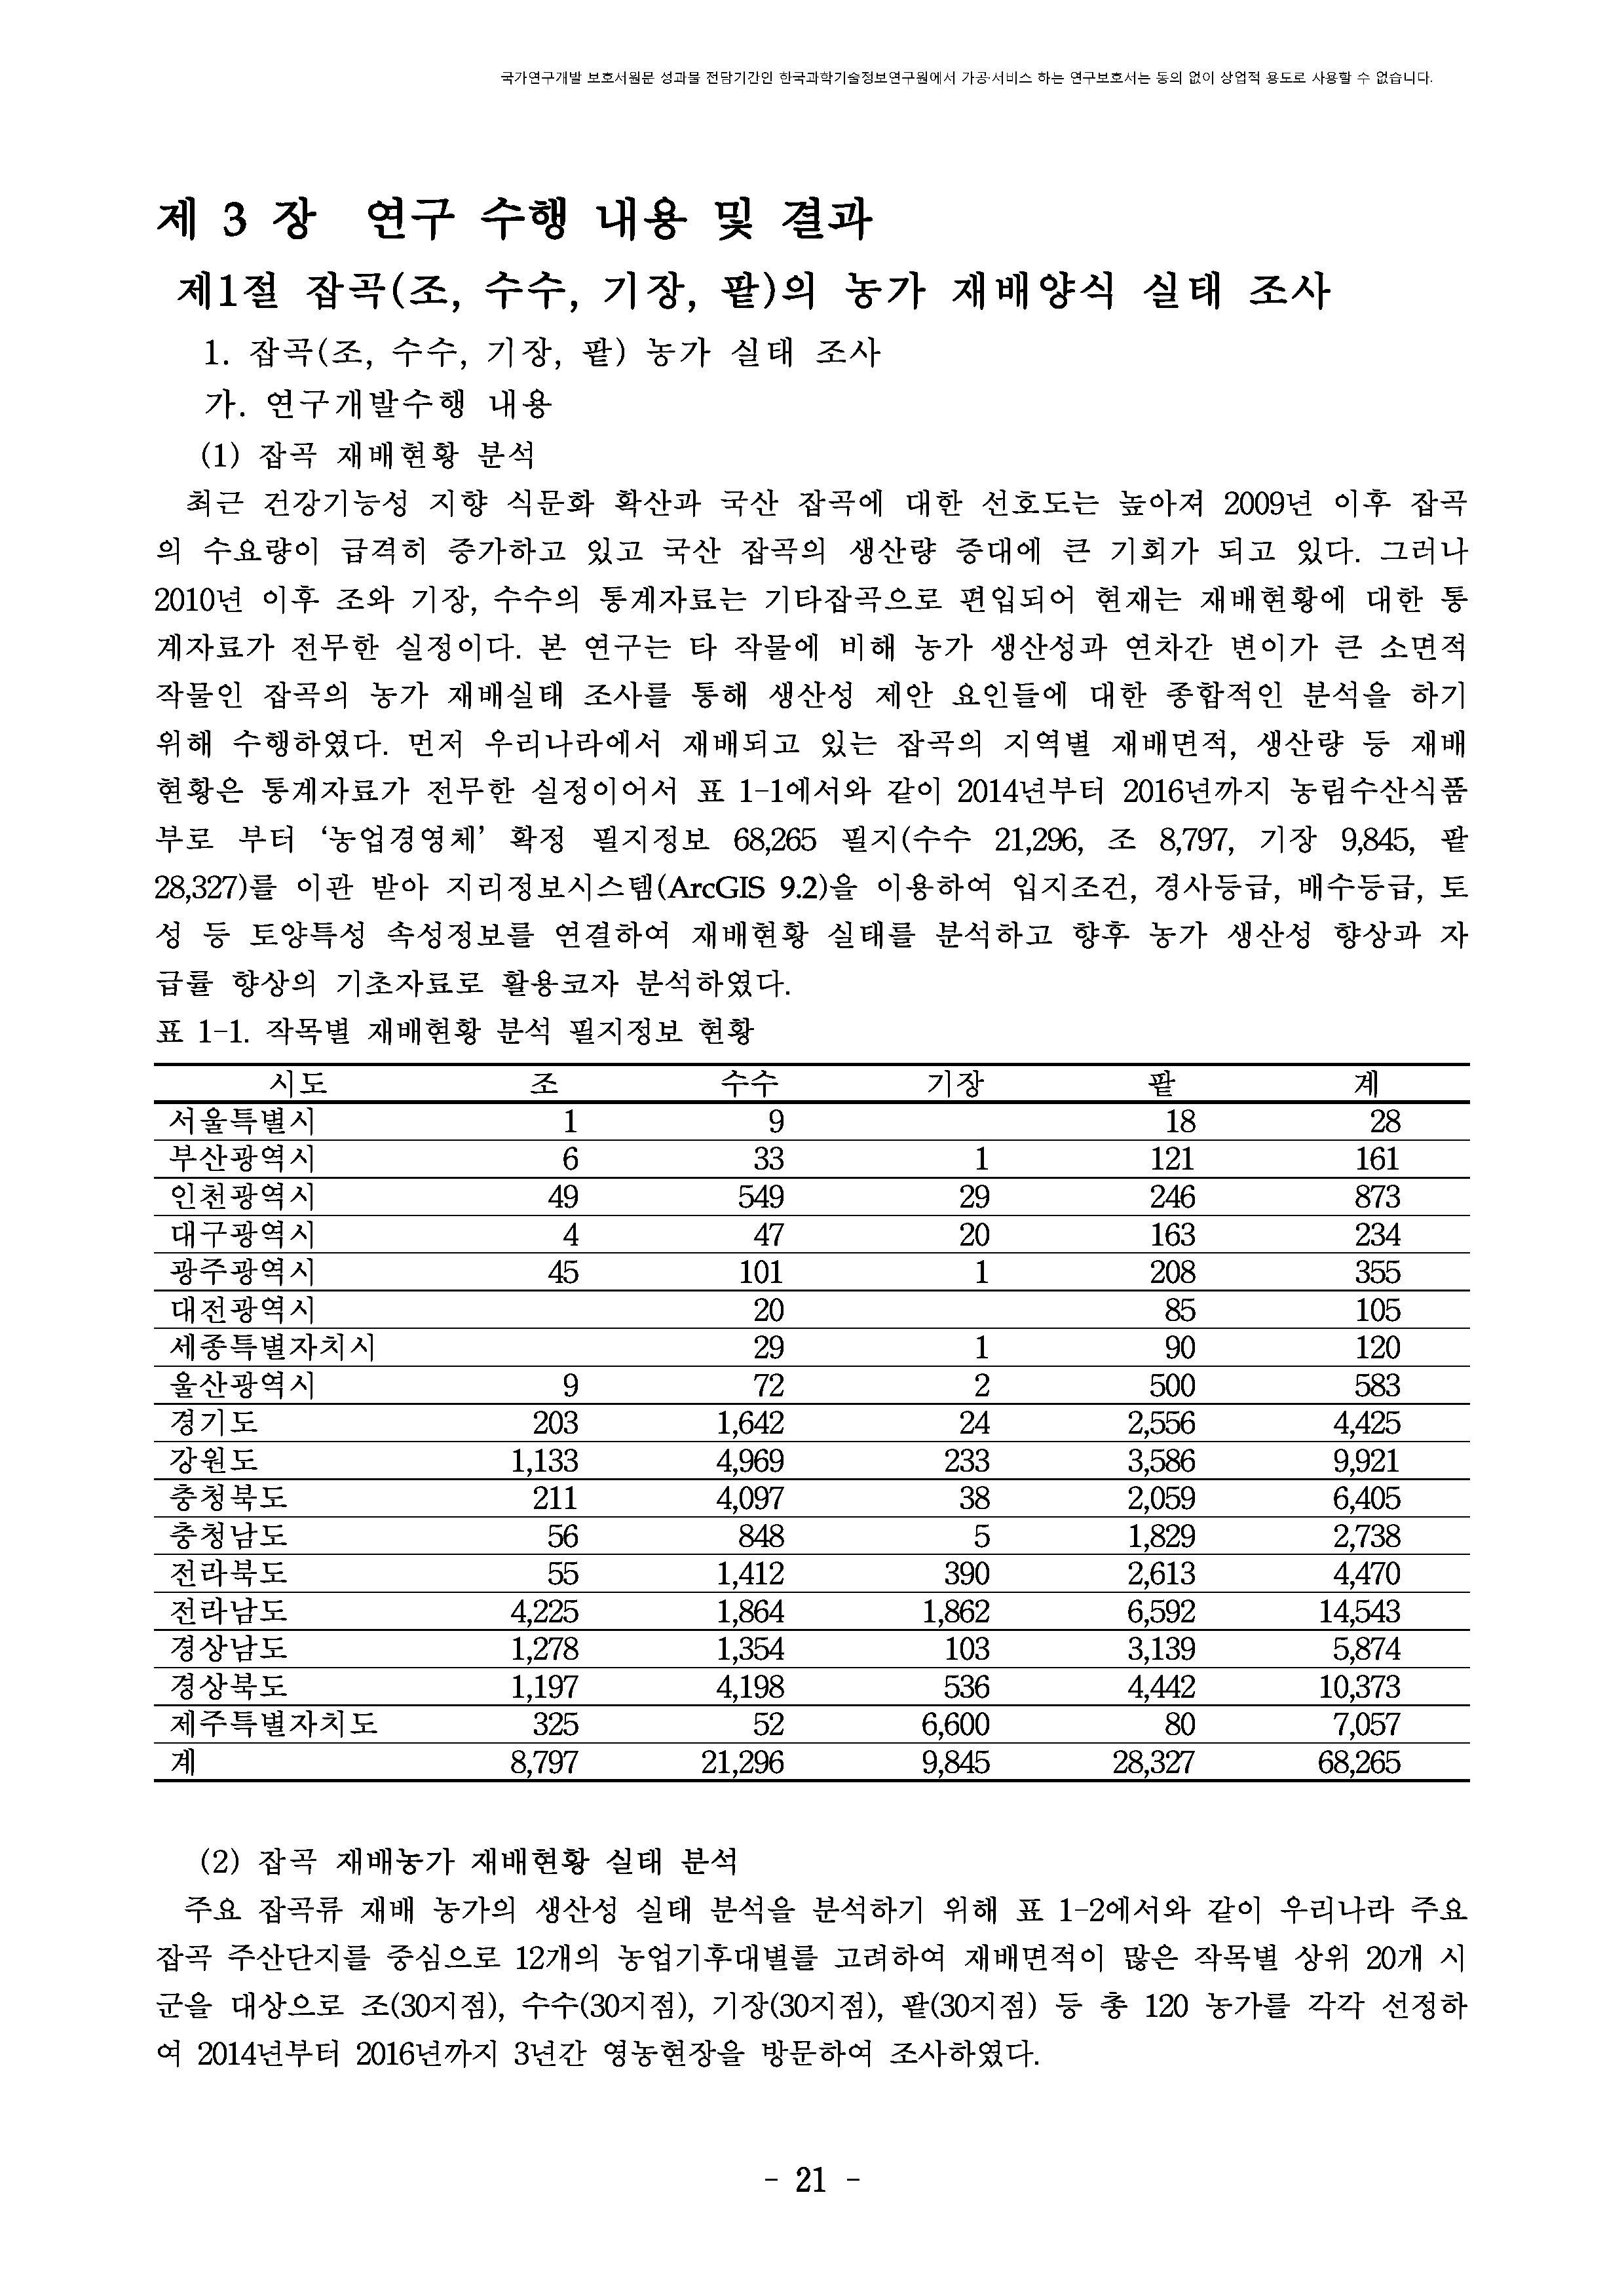 국가연구개발 보호서원문 성과물 전담기간인 한국과학기술정보연구원에서 가공·서비스 하는 연구보호서는 동의 없이 상업적 용도로 사용할 수 없습니다.
제 3 장 연구 수행 내용 및 결과
제1절 잡곡(조, 수수, 기장, 팥)의 농가 재배양식 실태 조사
1. 잡곡(조, 수수, 기장, 팥) 농가 실태 조사
가. 연구개발수행 내용
(1) 잡곡 재배현황 분석
최근 건강기능성 지향 식문화 확산과 국산 잡곡에 대한 선호도는 높아져 2009년 이후 잡곡
의 수요량이 급격히 증가하고 있고 국산 잡곡의 생산량 증대에 큰 기회가 되고 있다. 그러나
2010년 이후 조와 기장, 수수의 통계자료는 기타잡곡으로 편입되어 현재는 재배현황에 대한 통
계자료가 전무한 실정이다. 본 연구는 타 작물에 비해 농가 생산성과 연차간 변이가 큰 소면적
작물인 잡곡의 농가 재배실태 조사를 통해 생산성 제안 요인들에 대한 종합적인 분석을 하기
위해 수행하였다. 먼저 우리나라에서 재배되고 있는 잡곡의 지역별 재배면적, 생산량 등 재배
현황은 통계자료가 전무한 실정이어서 표 1-1에서와 같이 2014년부터 2016년까지 농림수산식품
부로 부터 ‘농업경영체’ 확정 필지정보 68,265 필지(수수 21,296, 조 8,797, 기장 9,845, 팥
28,327)를 이관 받아 지리정보시스템(ArcGIS 9.2)을 이용하여 입지조건, 경사등급, 배수등급, 토
성 등 토양특성 속성정보를 연결하여 재배현황 실태를 분석하고 향후 농가 생산성 향상과 자
급률 향상의 기초자료로 활용코자 분석하였다.
표 1-1. 작목별 재배현황 분석 필지정보 현황
시도 조 수수 기장 팥 계
서울특별시 1 9 18 28
부산광역시 6 33 1 121 161
인천광역시 49 549 29 246 873
대구광역시 4 47 20 163 234
광주광역시 45 101 1 208 355
대전광역시 20 85 105
세종특별자치시 29 1 90 120
울산광역시 9 72 2 500 583
경기도 203 1,642 24 2,556 4,425
강원도 1,133 4,969 233 3,586 9,921
충청북도 211 4,097 38 2,059 6,405
충청남도 56 848 5 1,829 2,738
전라북도 55 1,412 390 2,613 4,470
전라남도 4,225 1,864 1,862 6,592 14,543
경상남도 1,278 1,354 103 3,139 5,874
경상북도 1,197 4,198 536 4,442 10,373
제주특별자치도 325 52 6,600 80 7,057
계 8,797 21,296 9,845 28,327 68,265
(2) 잡곡 재배농가 재배현황 실태 분석
주요 잡곡류 재배 농가의 생산성 실태 분석을 분석하기 위해 표 1-2에서와 같이 우리나라 주요
잡곡 주산단지를 중심으로 12개의 농업기후대별를 고려하여 재배면적이 많은 작목별 상위 20개 시
군을 대상으로 조(30지점), 수수(30지점), 기장(30지점), 팥(30지점) 등 총 120 농가를 각각 선정하
여 2014년부터 2016년까지 3년간 영농현장을 방문하여 조사하였다.
- 21 -